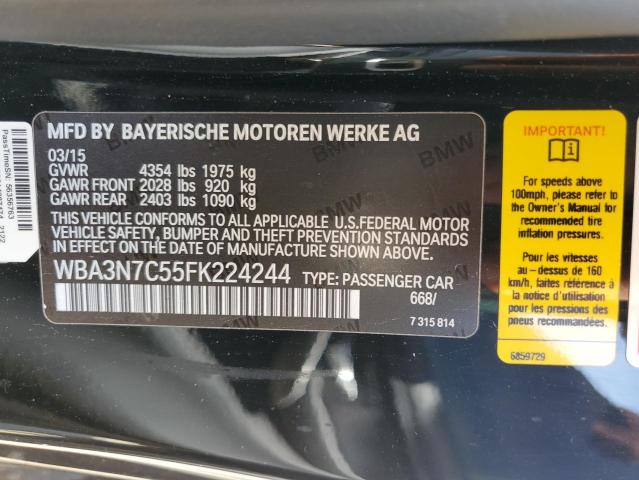 MFD BY BAYERISCHE MOTOREN WERKE AG
03/15
GVWR 4354 lbs 1975 kg
GAWR FRONT 2028 lbs 920 kg
GAWR REAR 2403 lbs 1090 kg
THIS VEHICLE CONFORMS TO ALL APPLICABLE U.S.FEDERAL MOTOR
VEHICLE SAFETY, BUMPER AND THEFT PREVENTION STANDARDS
IN EFFECT ON THE DATE OF MANUFACTURE SHOWN ABOVE.
WBA3N7C55FK224244 TYPE: PASSENGER CAR
668/
7 315 814
BMW
IMPORTANT!
For speeds above
100mph, please refer to
the Owner's Manual for
recommended tire
inflation pressures.
Pour les vitesses
au-dessus de 160
km/h, faites référence à
la notice d'utilisation
pour les pressions des
pneus recommandées.
6859729